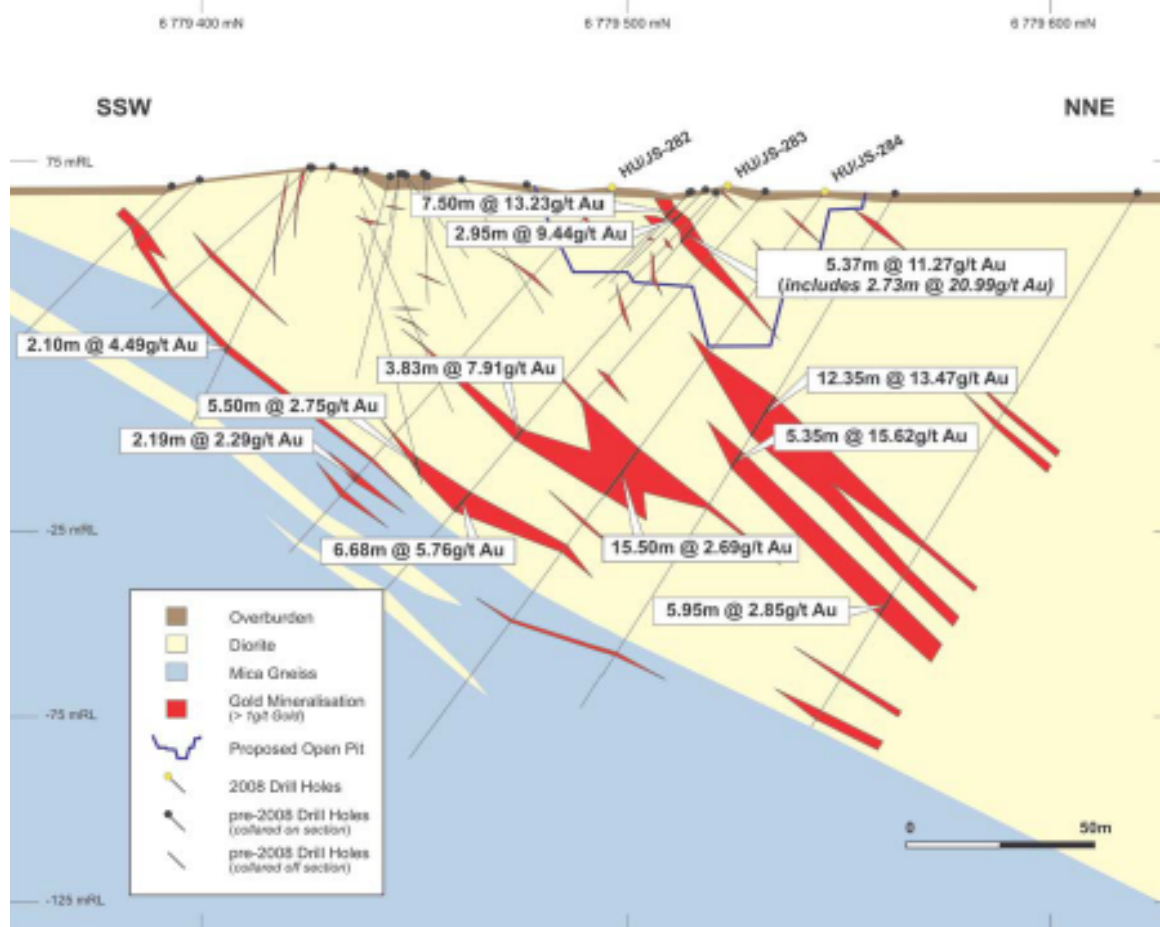 6 779 400 mN
6 779 500 mN
6 779 600 mN
SSW
NNE
75 mRL
HU/JS-282
HU/JS-283
HU/JS-284
7.50m @ 13.23g/t Au
2.95m @ 9.44g/t Au
5.37m @ 11.27g/t Au
(includes 2.73m @ 20.99g/t Au)
2.10m @ 4.49g/t Au
3.83m @ 7.91g/t Au
12.35m @ 13.47g/t Au
5.50m @ 2.75g/t Au
2.19m @ 2.29g/t Au
5.35m @ 15.62g/t Au
-25 mRL
6.68m @ 5.76g/t Au
15.50m @ 2.69g/t Au
5.95m @ 2.85g/t Au
Overburden
Diorite
Mica Gneiss
Gold Mineralisation
(> 1g/t Gold)
-75 mRL
Proposed Open Pit
2008 Drill Holes
pre-2008 Drill Holes
(collared on section)
pre-2008 Drill Holes
(collared off section)
0
50m
-125 mRL